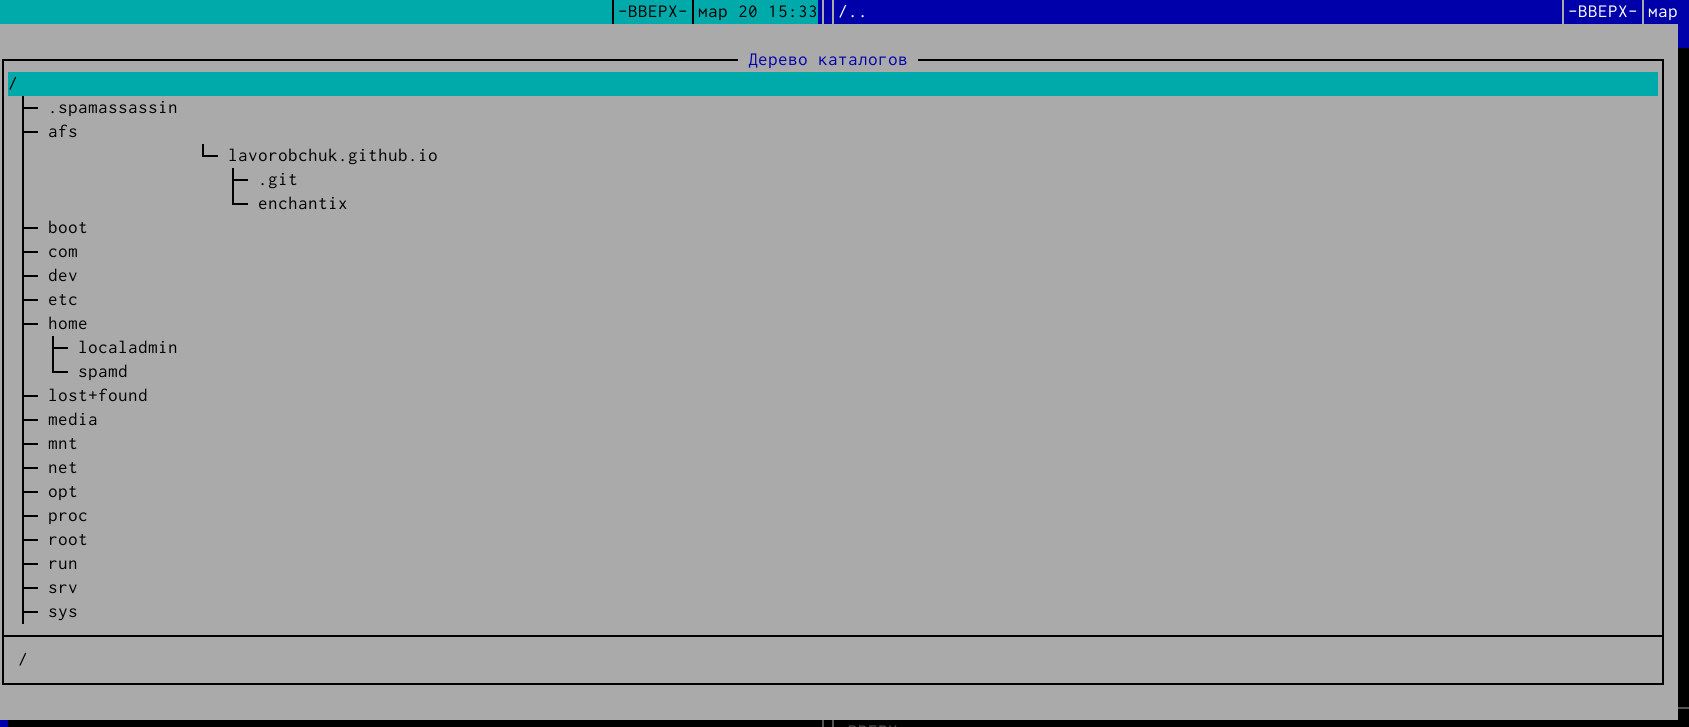 -ВВЕРХ- мар 20 15:33 /.. -ВВЕРХ- мар
Дерево каталогов
/
.spamassassin
afs
lavorobchuk.github.io
.git
enchantix
boot
com
dev
etc
home
localadmin
spamd
lost+found
media
mnt
net
opt
proc
root
run
srv
sys
/